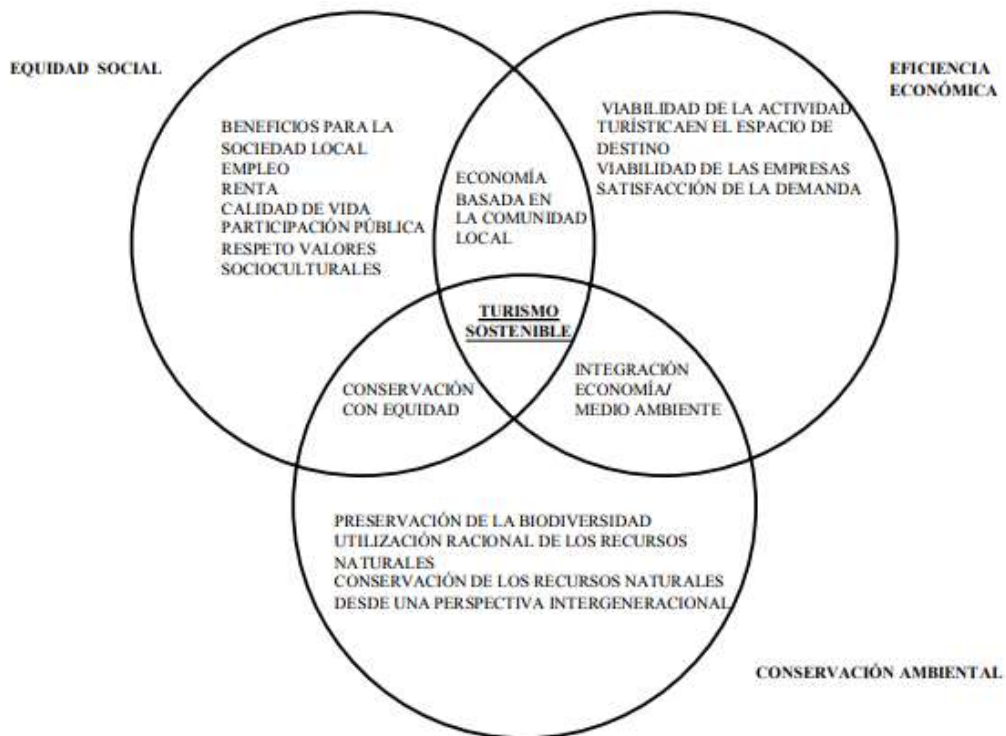 EQUIDAD SOCIAL
EFICIENCIA
ECONÓMICA
BENEFICIOS PARA LA
SOCIEDAD LOCAL
EMPLEO
RENTA
CALIDAD DE VIDA
PARTICIPACIÓN PÚBLICA
RESPETO VALORES
SOCIOCULTURALES
ECONOMÍA
BASADA EN
LA COMUNIDAD
LOCAL
VIABILIDAD DE LA ACTIVIDAD
TURÍSTICAEN EL ESPACIO DE
DESTINO
VIABILIDAD DE LAS EMPRESAS
SATISFACCIÓN DE LA DEMANDA
TURISMO
SOSTENIBLE
CONSERVACIÓN
CON EQUIDAD
INTEGRACIÓN
ECONOMÍA/
MEDIO AMBIENTE
PRESERVACIÓN DE LA BIODIVERSIDAD
UTILIZACIÓN RACIONAL DE LOS RECURSOS
NATURALES
CONSERVACIÓN DE LOS RECURSOS NATURALES
DESDE UNA PERSPECTIVA INTERGENERACIONAL
CONSERVACIÓN AMBIENTAL